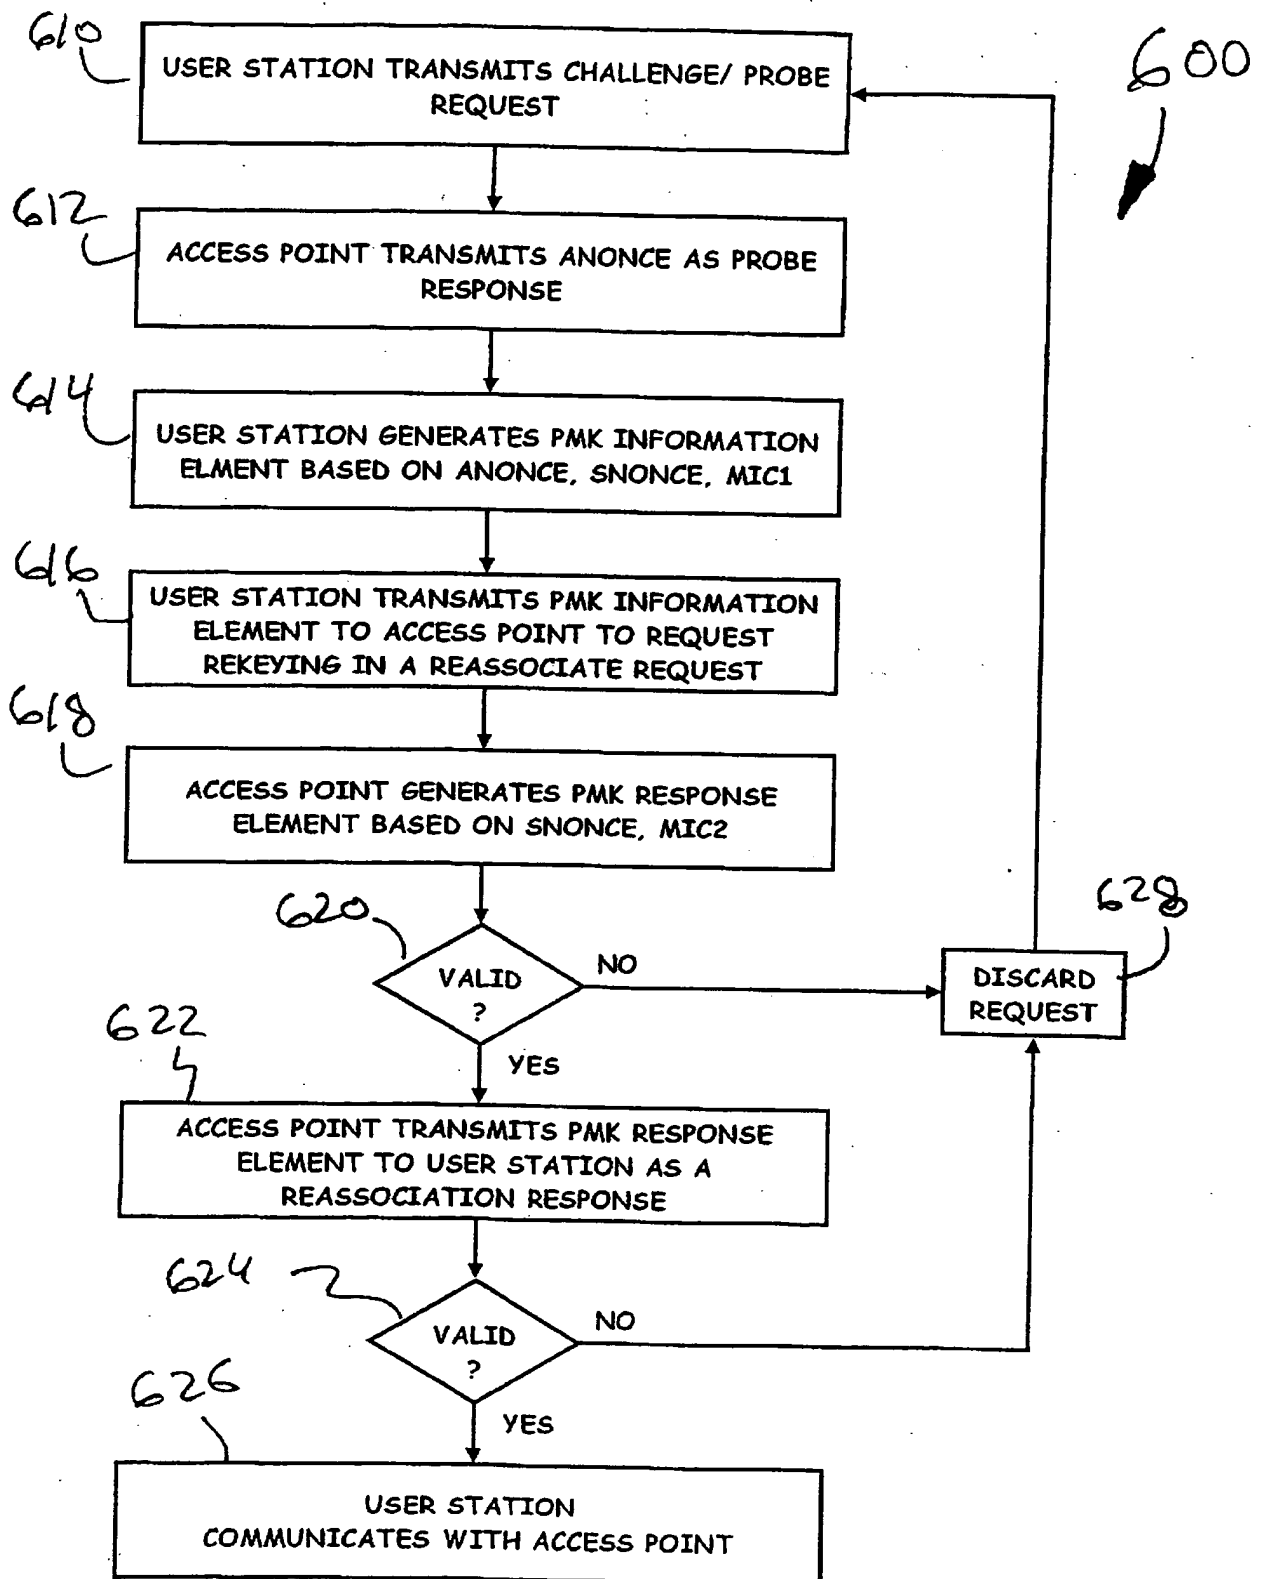 610
600
USER STATION TRANSMITS CHALLENGE/ PROBE
REQUEST
612
ACCESS POINT TRANSMITS ANONCE AS PROBE
RESPONSE
614
USER STATION GENERATES PMK INFORMATION
ELMENT BASED ON ANONCE, SNONCE, MIC1
616
USER STATION TRANSMITS PMK INFORMATION
ELEMENT TO ACCESS POINT TO REQUEST
REKEYING IN A REASSOCIATE REQUEST
618
ACCESS POINT GENERATES PMK RESPONSE
ELEMENT BASED ON SNONCE, MIC2
620
VALID
?
NO
628
DISCARD
REQUEST
YES
622
ACCESS POINT TRANSMITS PMK RESPONSE
ELEMENT TO USER STATION AS A
REASSOCIATION RESPONSE
624
VALID
?
NO
YES
626
USER STATION
COMMUNICATES WITH ACCESS POINT